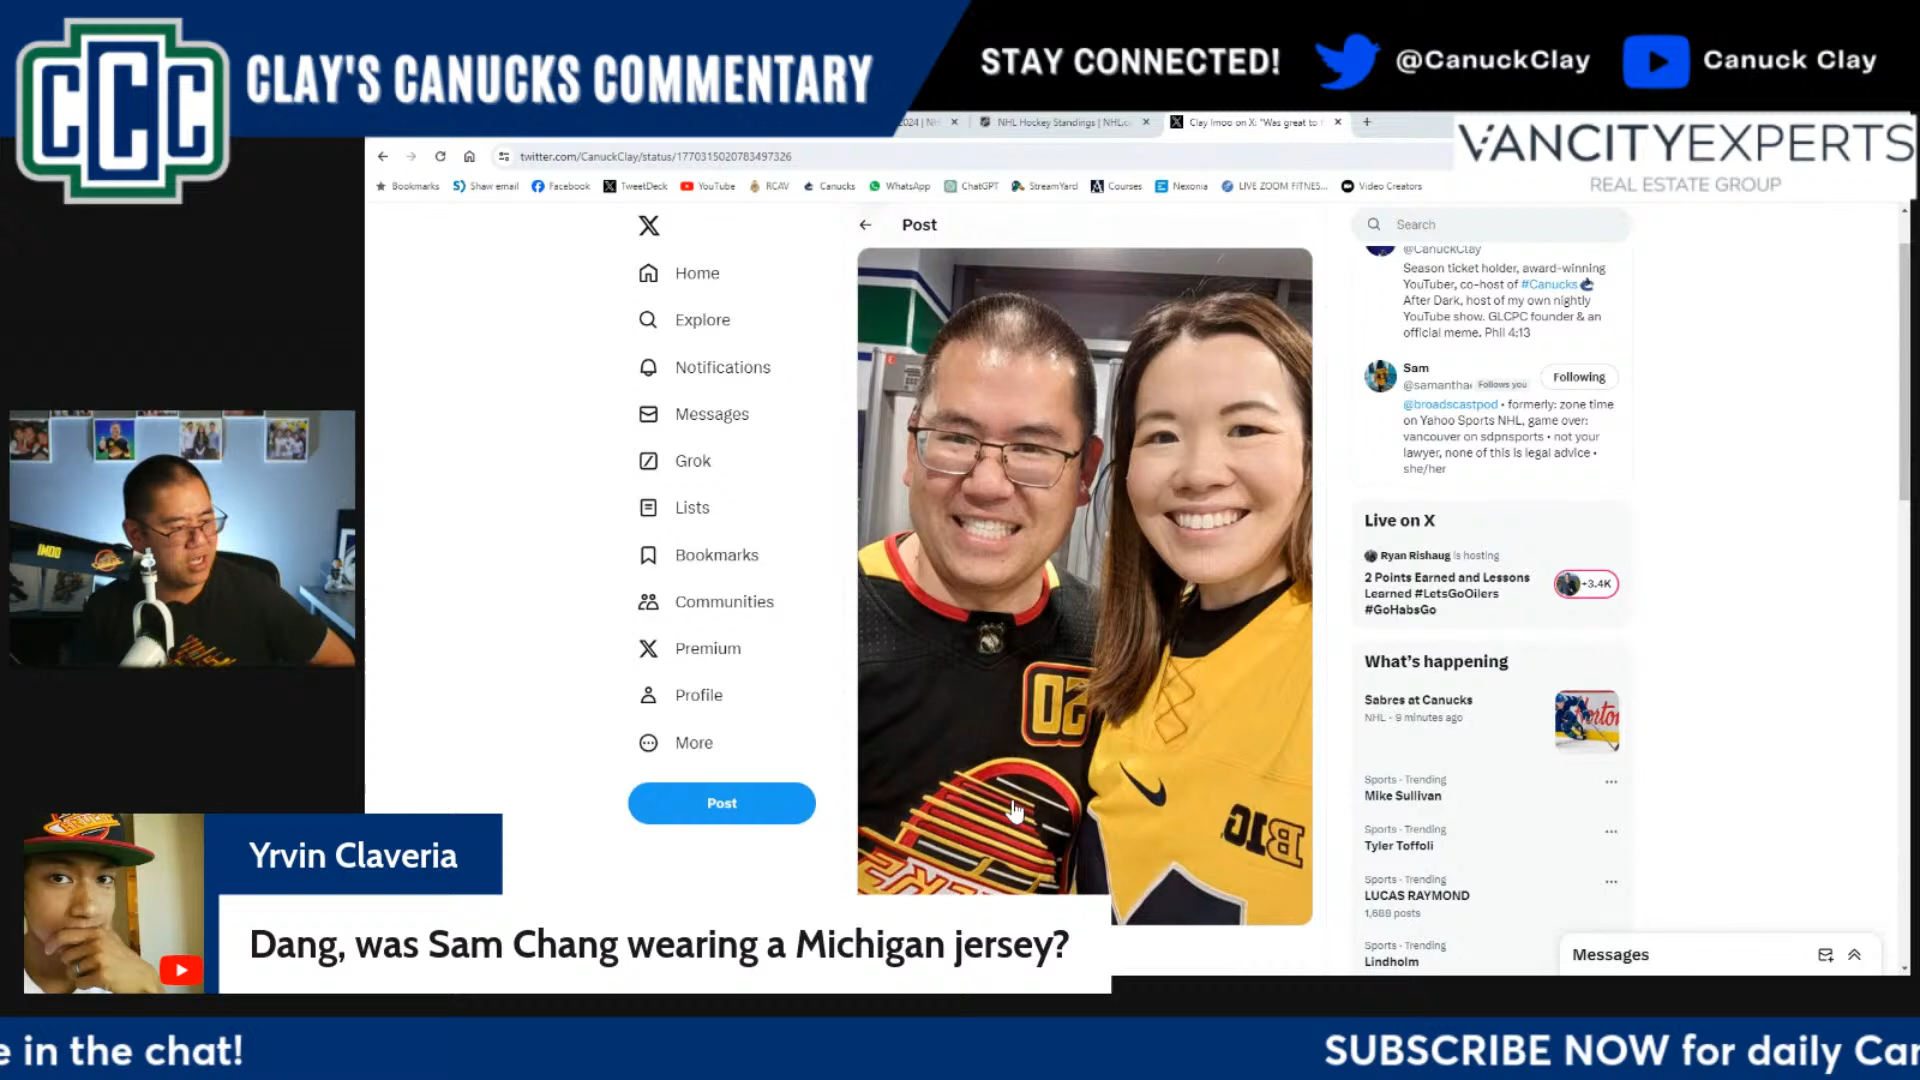 CCC
CLAY'S CANUCKS COMMENTARY
STAY CONNECTED!
@CanuckClay
Canuck Clay
2024 | NH
NHL Hockey Standings | NHL.c
Clay Imoo on X: "Was great to
VANCITYEXPERTS
REAL ESTATE GROUP
twitter.com/CanuckClay/status/1770315020783497326
Bookmarks
Shaw email
Facebook
TweetDeck
YouTube
RCAV
Canucks
WhatsApp
ChatGPT
StreamYard
Courses
Nexonia
LIVE ZOOM FITNES...
Video Creators
X
Home
Explore
Notifications
Messages
Grok
Lists
Bookmarks
Communities
Premium
Profile
More
Post
Post
20
BIG
Search
@CanuckClay
Season ticket holder, award-winning
YouTuber, co-host of #Canucks
After Dark, host of my own nightly
YouTube show. GLCPC founder & an
official meme. Phil 4:13
Sam
Following
@samantha
Follows you
@broadscastpod • formerly: zone time
on Yahoo Sports NHL, game over:
vancouver on sdpnsports • not your
lawyer, none of this is legal advice •
she/her
Live on X
Ryan Rishaug is hosting
2 Points Earned and Lessons
Learned #LetsGoOilers
#GoHabsGo
+3.4K
What's happening
Sabres at Canucks
NHL · 9 minutes ago
Sports · Trending
Mike Sullivan
Sports · Trending
Tyler Toffoli
Sports · Trending
LUCAS RAYMOND
1,688 posts
Sports · Trending
Lindholm
Messages
IMOO
Yrvin Claveria
Dang, was Sam Chang wearing a Michigan jersey?
e in the chat!
SUBSCRIBE NOW for daily Car